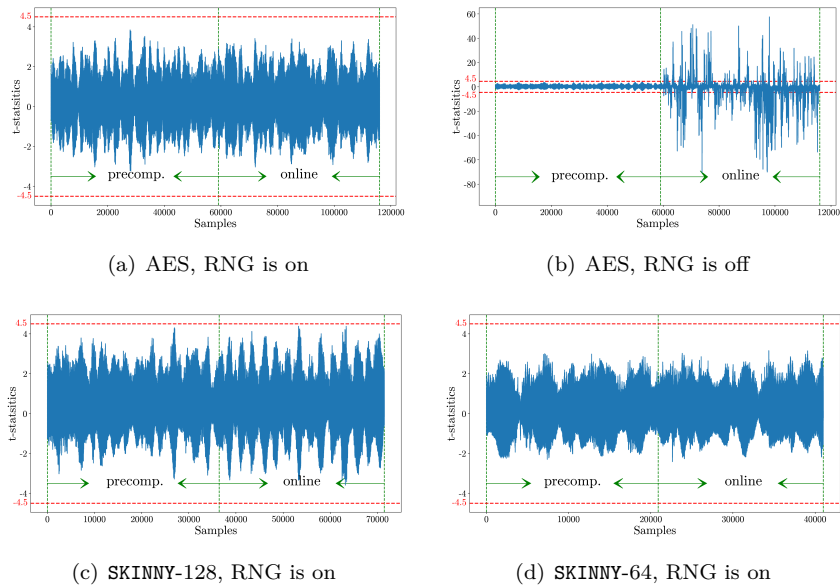 4.5
4
2
0
-2
-4
-4.5
t-statsitics
precomp.
online
0 20000 40000 60000 80000 100000 120000
Samples
(a) AES, RNG is on
60
40
20
4.5
0
-4.5
-20
-40
-60
-80
t-statsitics
precomp.
online
0 20000 40000 60000 80000 100000 120000
Samples
(b) AES, RNG is off
4.5
4
2
0
-2
-4
-4.5
t-statsitics
precomp.
online
0 10000 20000 30000 40000 50000 60000 70000
Samples
(c) SKINNY-128, RNG is on
4.5
4
2
0
-2
-4
-4.5
t-statsitics
precomp.
online
0 10000 20000 30000 40000
Samples
(d) SKINNY-64, RNG is on